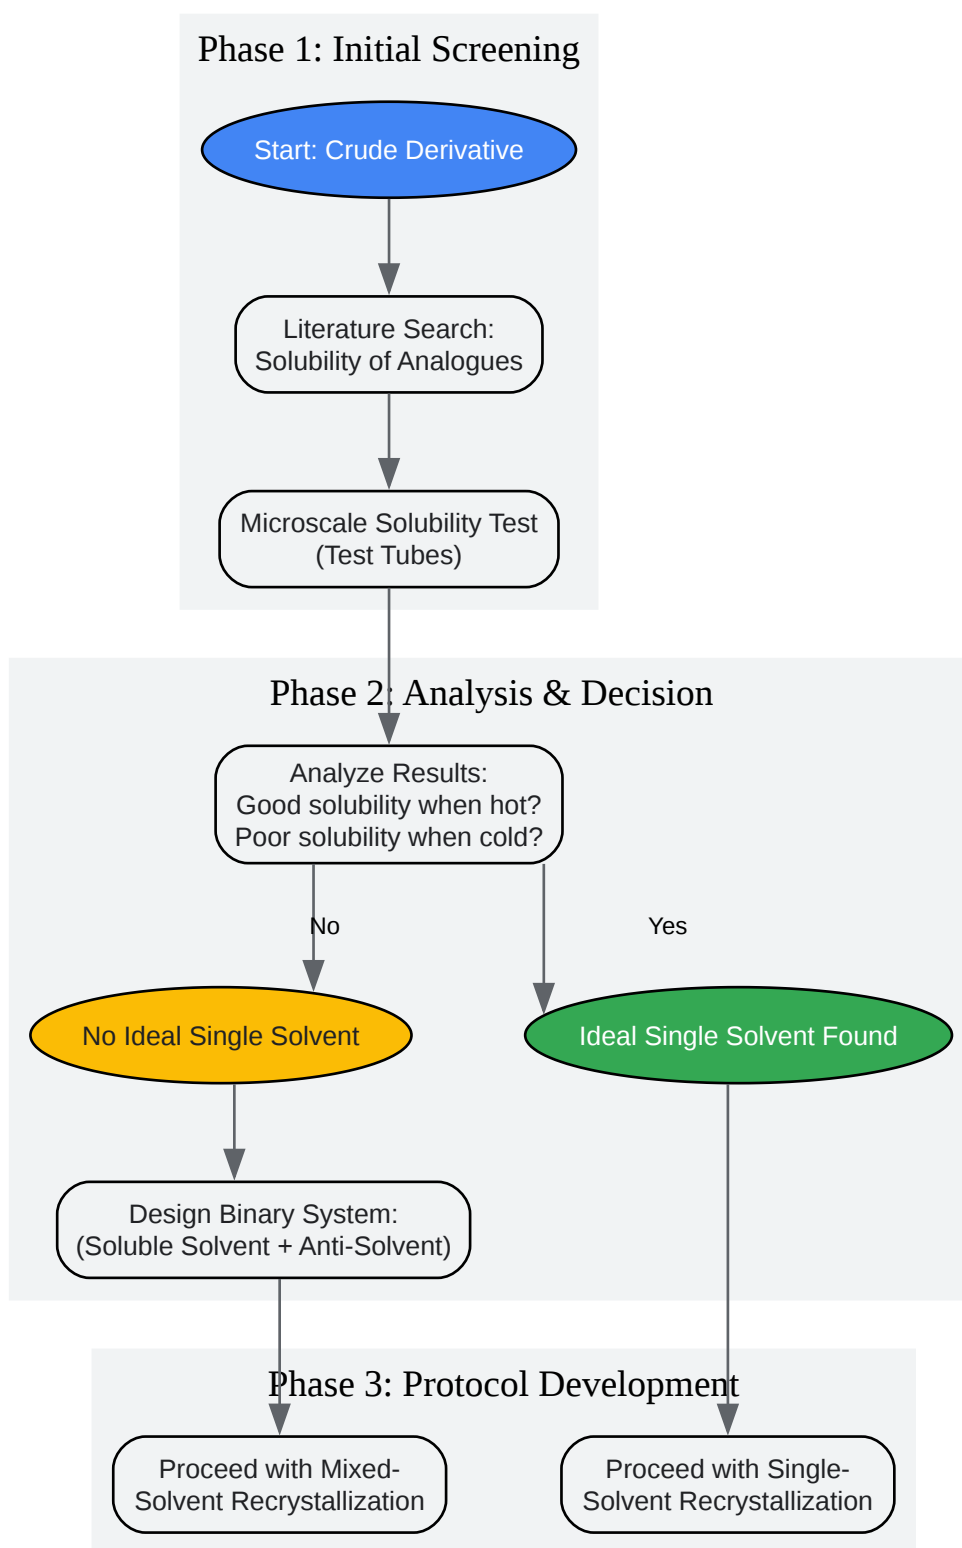 Phase 1: Initial Screening
Start: Crude Derivative
Literature Search:
Solubility of Analogues
Microscale Solubility Test
(Test Tubes)
Phase 2: Analysis & Decision
Analyze Results:
Good solubility when hot?
Poor solubility when cold?
No
Yes
No Ideal Single Solvent
Ideal Single Solvent Found
Design Binary System:
(Soluble Solvent + Anti-Solvent)
Phase 3: Protocol Development
Proceed with Mixed-
Solvent Recrystallization
Proceed with Single-
Solvent Recrystallization